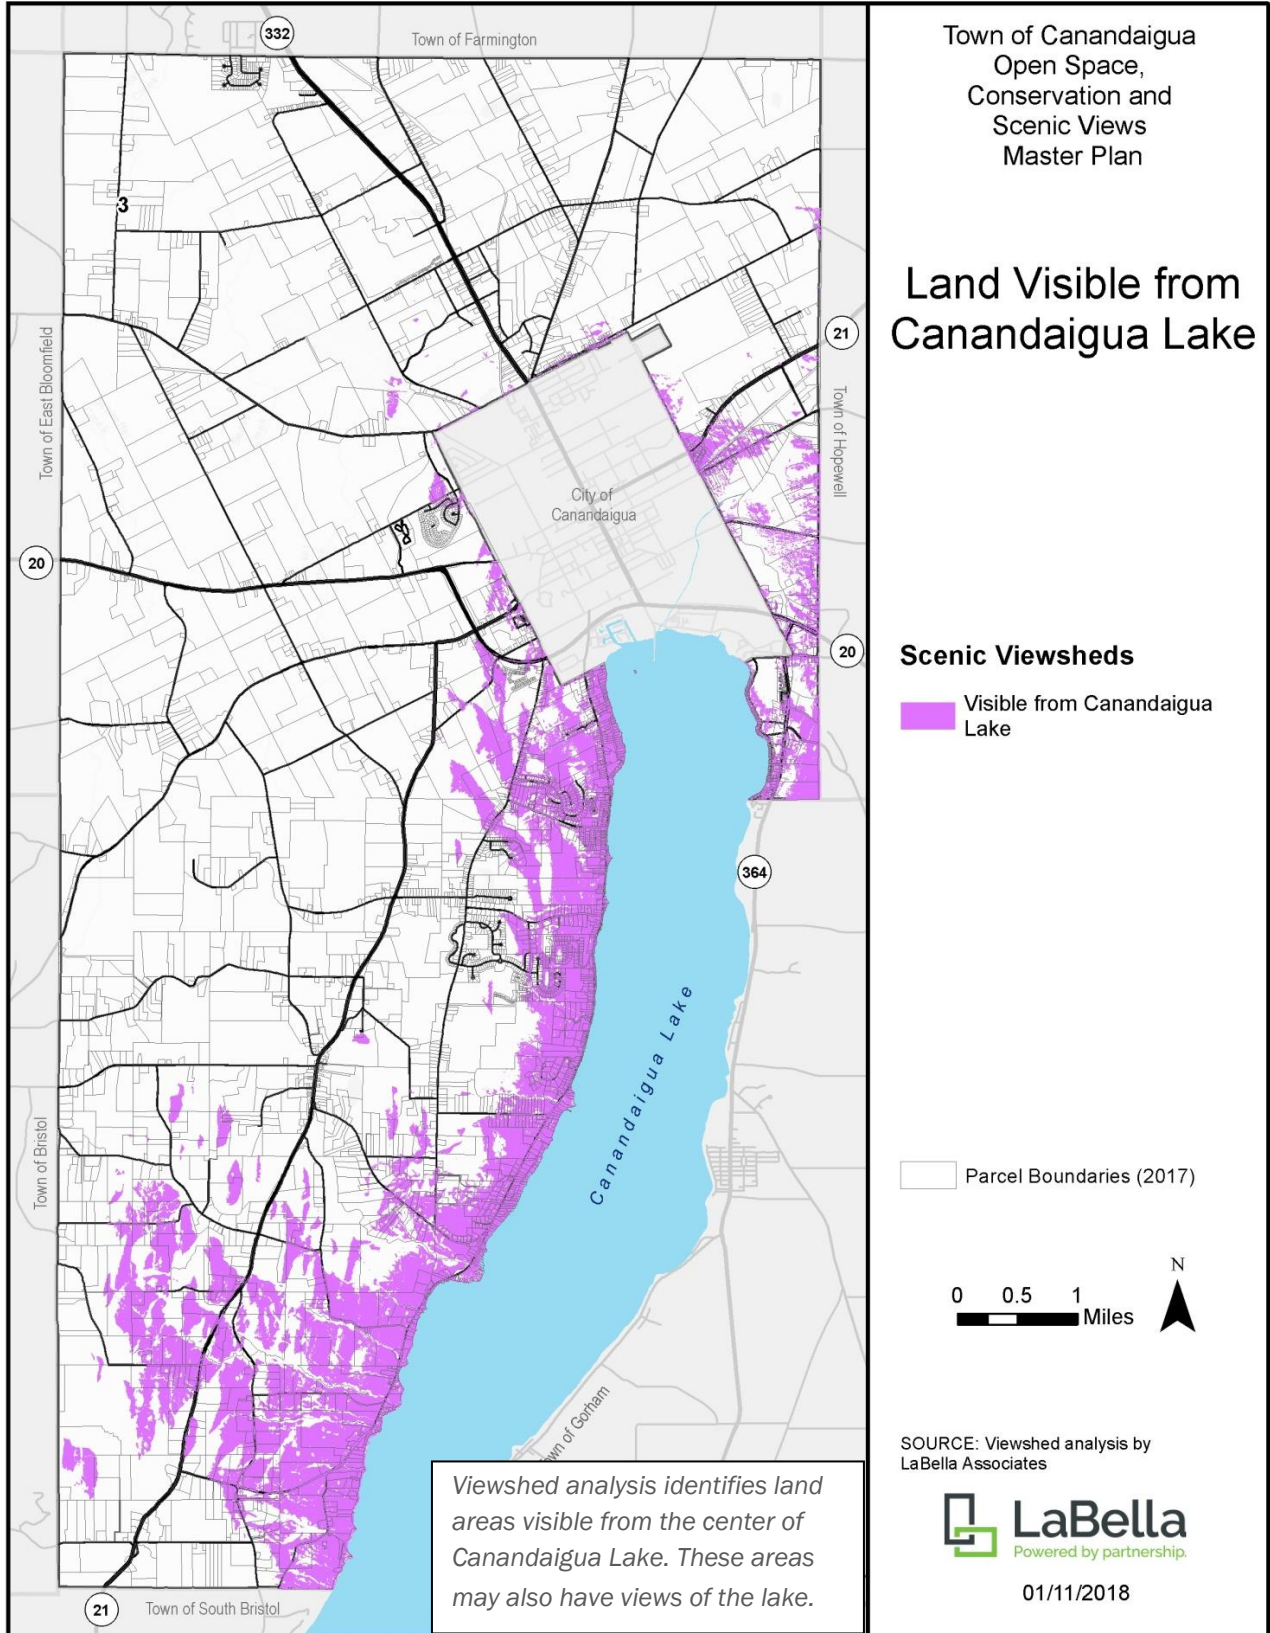 332
Town of Farmington
3
Town of East Bloomfield
21
Town of Hopewell
City of
Canandaigua
20
20
364
Canandaigua Lake
Town of Bristol
Town of Gorham
21
Town of South Bristol
Viewshed analysis identifies land
areas visible from the center of
Canandaigua Lake. These areas
may also have views of the lake.
Town of Canandaigua
Open Space,
Conservation and
Scenic Views
Master Plan
Land Visible from
Canandaigua Lake
Scenic Viewsheds
Visible from Canandaigua
Lake
Parcel Boundaries (2017)
N
0 0.5 1
Miles
SOURCE: Viewshed analysis by
LaBella Associates
LaBella
Powered by partnership.
01/11/2018